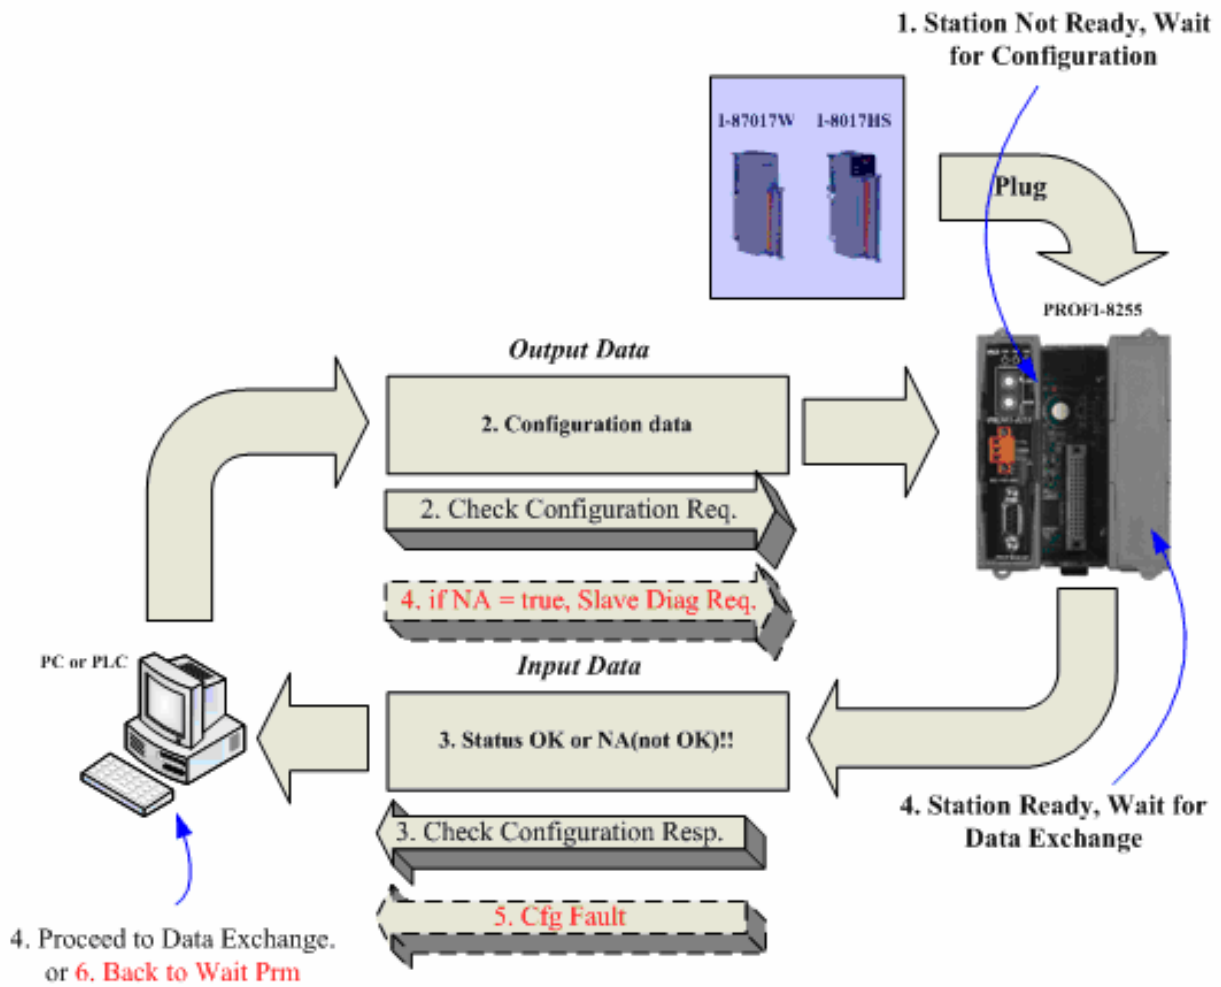 1. Station Not Ready, Wait
for Configuration
I-87017W
I-8017HS
Plug
PROFI-8255
Output Data
2. Configuration data
2. Check Configuration Req.
4. if NA = true, Slave Diag Req.
PC or PLC
Input Data
3. Status OK or NA(not OK)!!
4. Station Ready, Wait for
Data Exchange
3. Check Configuration Resp.
5. Cfg Fault
4. Proceed to Data Exchange.
or 6. Back to Wait Prm